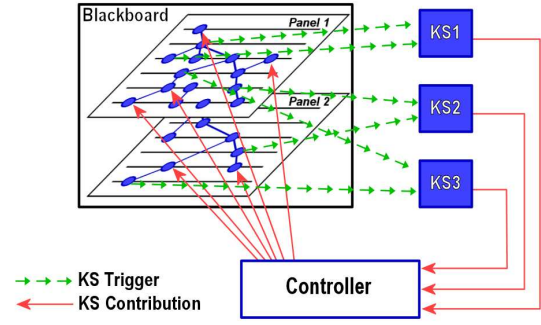 Blackboard
Panel 1
KS1
KS2
Panel 2
KS3
Controller
KS Trigger
KS Contribution